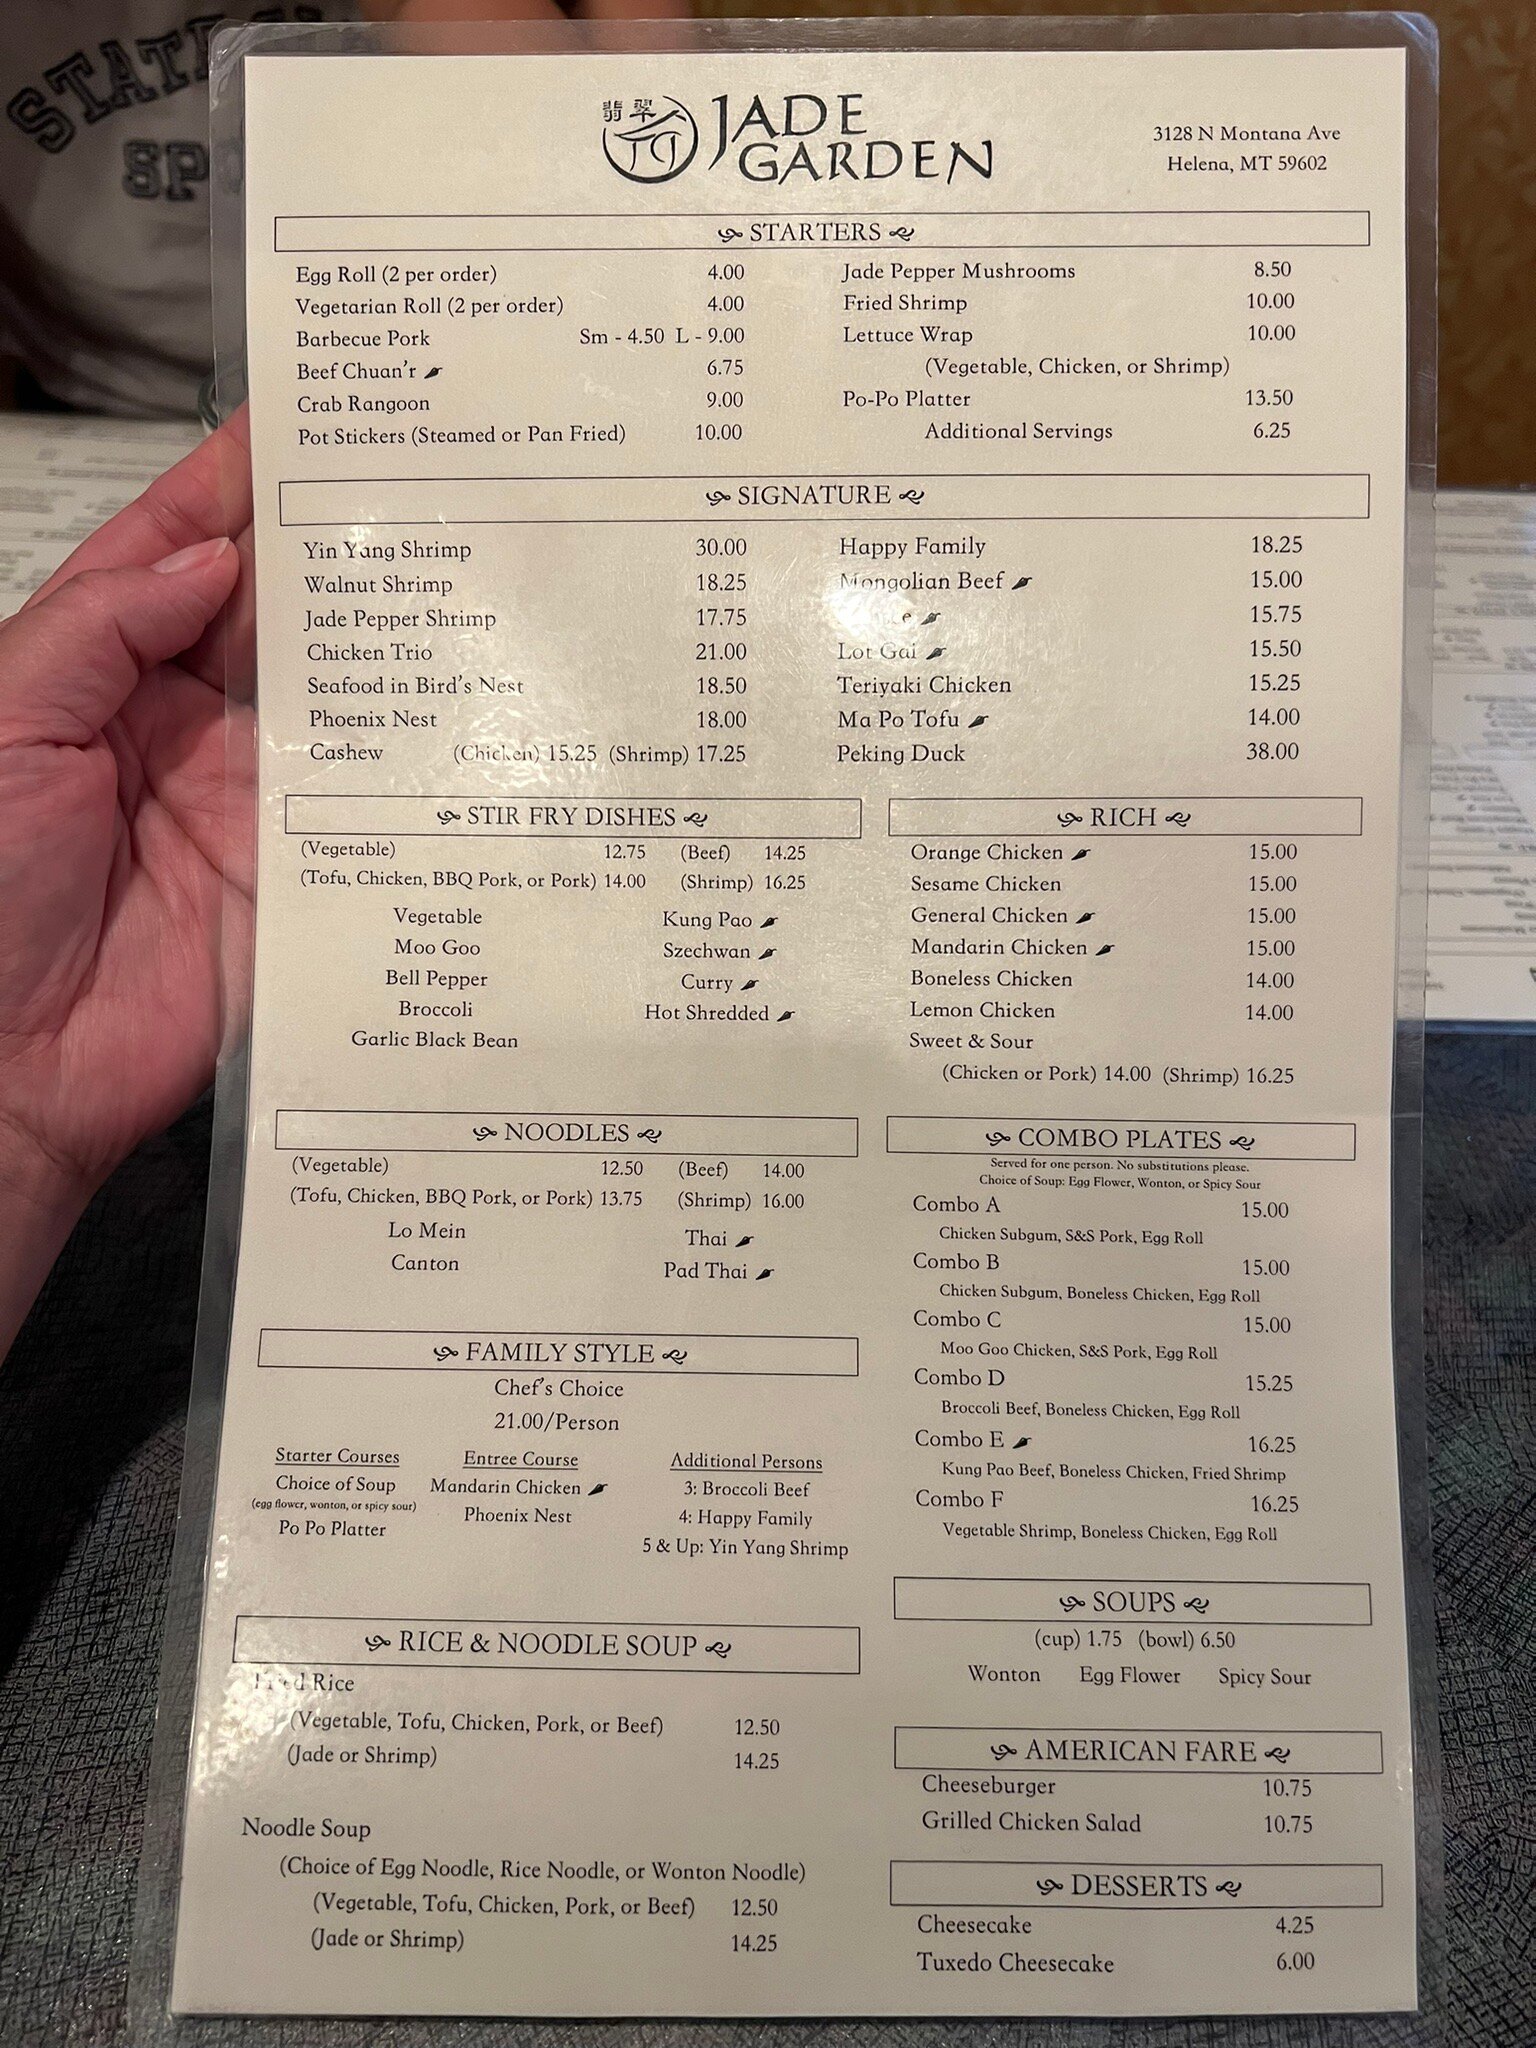 STATE
SPO
翡翠
JADE
GARDEN
3128 N Montana Ave
Helena, MT 59602
STARTERS
Egg Roll (2 per order) 4.00
Vegetarian Roll (2 per order) 4.00
Barbecue Pork Sm - 4.50 L - 9.00
Beef Chuan'r 6.75
Crab Rangoon 9.00
Pot Stickers (Steamed or Pan Fried) 10.00
Jade Pepper Mushrooms 8.50
Fried Shrimp 10.00
Lettuce Wrap 10.00
(Vegetable, Chicken, or Shrimp)
Po-Po Platter 13.50
Additional Servings 6.25
SIGNATURE
Yin Yang Shrimp 30.00
Walnut Shrimp 18.25
Jade Pepper Shrimp 17.75
Chicken Trio 21.00
Seafood in Bird's Nest 18.50
Phoenix Nest 18.00
Cashew (Chicken) 15.25 (Shrimp) 17.25
Happy Family 18.25
Mongolian Beef 15.00
15.75
Lot Gai 15.50
Teriyaki Chicken 15.25
Ma Po Tofu 14.00
Peking Duck 38.00
STIR FRY DISHES
(Vegetable) 12.75 (Beef) 14.25
(Tofu, Chicken, BBQ Pork, or Pork) 14.00 (Shrimp) 16.25
Vegetable
Moo Goo
Bell Pepper
Broccoli
Garlic Black Bean
Kung Pao
Szechwan
Curry
Hot Shredded
RICH
Orange Chicken 15.00
Sesame Chicken 15.00
General Chicken 15.00
Mandarin Chicken 15.00
Boneless Chicken 14.00
Lemon Chicken 14.00
Sweet & Sour
(Chicken or Pork) 14.00 (Shrimp) 16.25
NOODLES
(Vegetable) 12.50 (Beef) 14.00
(Tofu, Chicken, BBQ Pork, or Pork) 13.75 (Shrimp) 16.00
Lo Mein
Canton
Thai
Pad Thai
COMBO PLATES
Served for one person. No substitutions please.
Choice of Soup: Egg Flower, Wonton, or Spicy Sour
Combo A 15.00
Chicken Subgum, S&S Pork, Egg Roll
Combo B 15.00
Chicken Subgum, Boneless Chicken, Egg Roll
Combo C 15.00
Moo Goo Chicken, S&S Pork, Egg Roll
Combo D 15.25
Broccoli Beef, Boneless Chicken, Egg Roll
Combo E 16.25
Kung Pao Beef, Boneless Chicken, Fried Shrimp
Combo F 16.25
Vegetable Shrimp, Boneless Chicken, Egg Roll
FAMILY STYLE
Chef's Choice
21.00/Person
Starter Courses
Choice of Soup
(egg flower, wonton, or spicy sour)
Po Po Platter
Entree Course
Mandarin Chicken
Phoenix Nest
Additional Persons
3: Broccoli Beef
4: Happy Family
5 & Up: Yin Yang Shrimp
RICE & NOODLE SOUP
Fried Rice
(Vegetable, Tofu, Chicken, Pork, or Beef) 12.50
(Jade or Shrimp) 14.25
Noodle Soup
(Choice of Egg Noodle, Rice Noodle, or Wonton Noodle)
(Vegetable, Tofu, Chicken, Pork, or Beef) 12.50
(Jade or Shrimp) 14.25
SOUPS
(cup) 1.75 (bowl) 6.50
Wonton Egg Flower Spicy Sour
AMERICAN FARE
Cheeseburger 10.75
Grilled Chicken Salad 10.75
DESSERTS
Cheesecake 4.25
Tuxedo Cheesecake 6.00